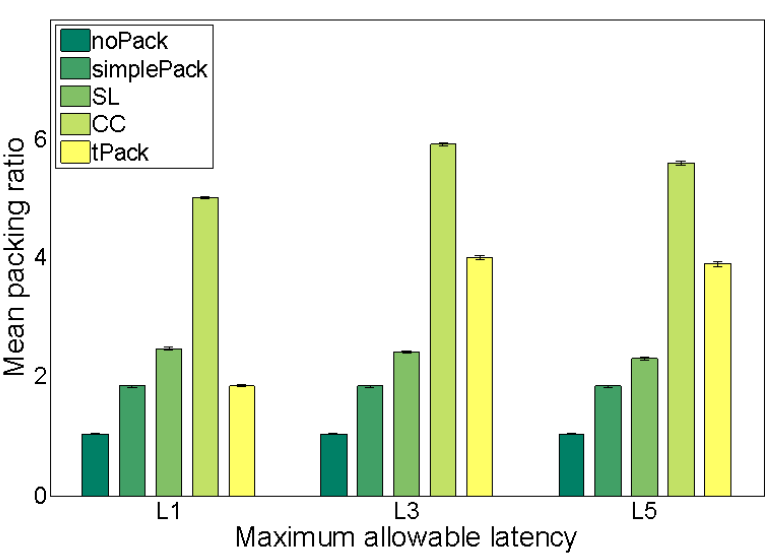 noPack
simplePack
SL
CC
tPack
Mean packing ratio
6
4
2
0
L1 L3 L5
Maximum allowable latency